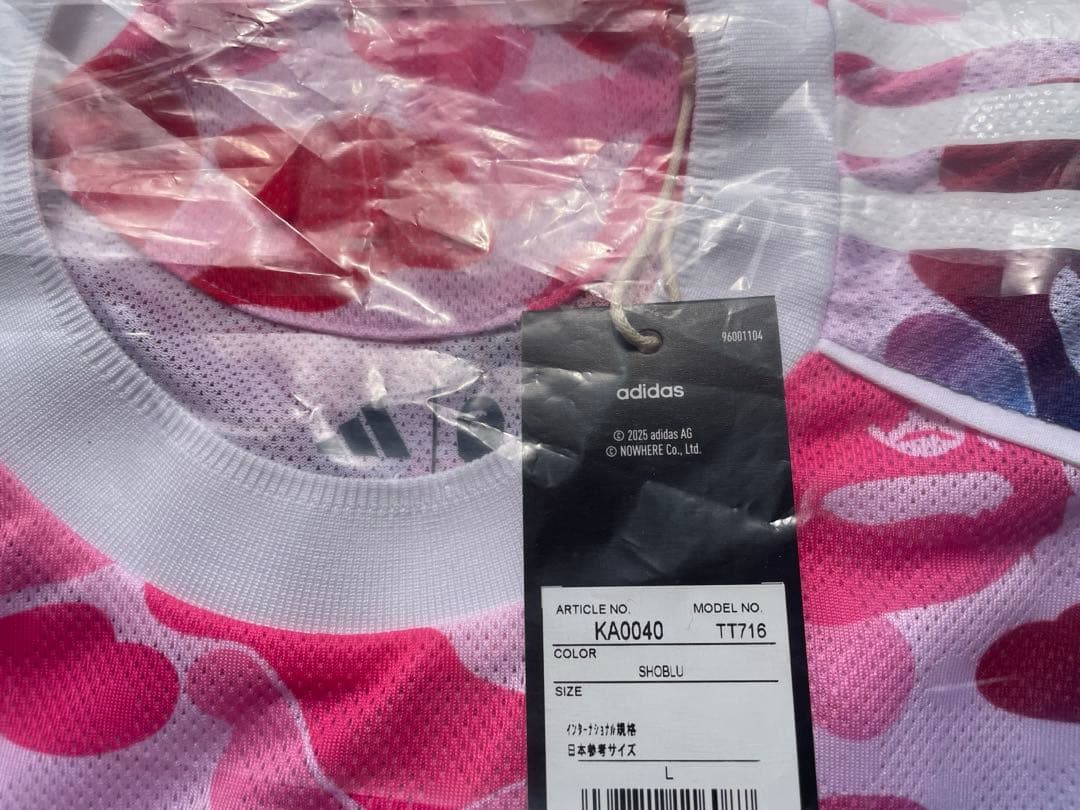 96001104
adidas
© 2025 adidas AG
© NOWHERE Co., Ltd.
ARTICLE NO. MODEL NO.
KA0040 TT716
COLOR
SHOBLU
SIZE
インターナショナル規格
日本参考サイズ
L